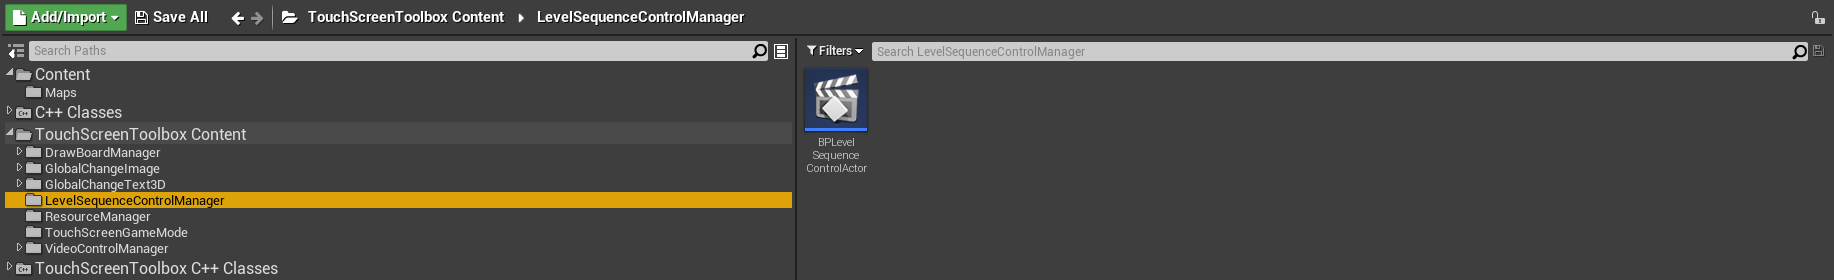 Add/Import Save All TouchScreenToolbox Content LevelSequenceControlManager
Search Paths
Content
Maps
C++ Classes
TouchScreenToolbox Content
DrawBoardManager
GlobalChangeImage
GlobalChangeText3D
LevelSequenceControlManager
ResourceManager
TouchScreenGameMode
VideoControlManager
TouchScreenToolbox C++ Classes
Filters Search LevelSequenceControlManager
BPLevel
Sequence
ControlActor